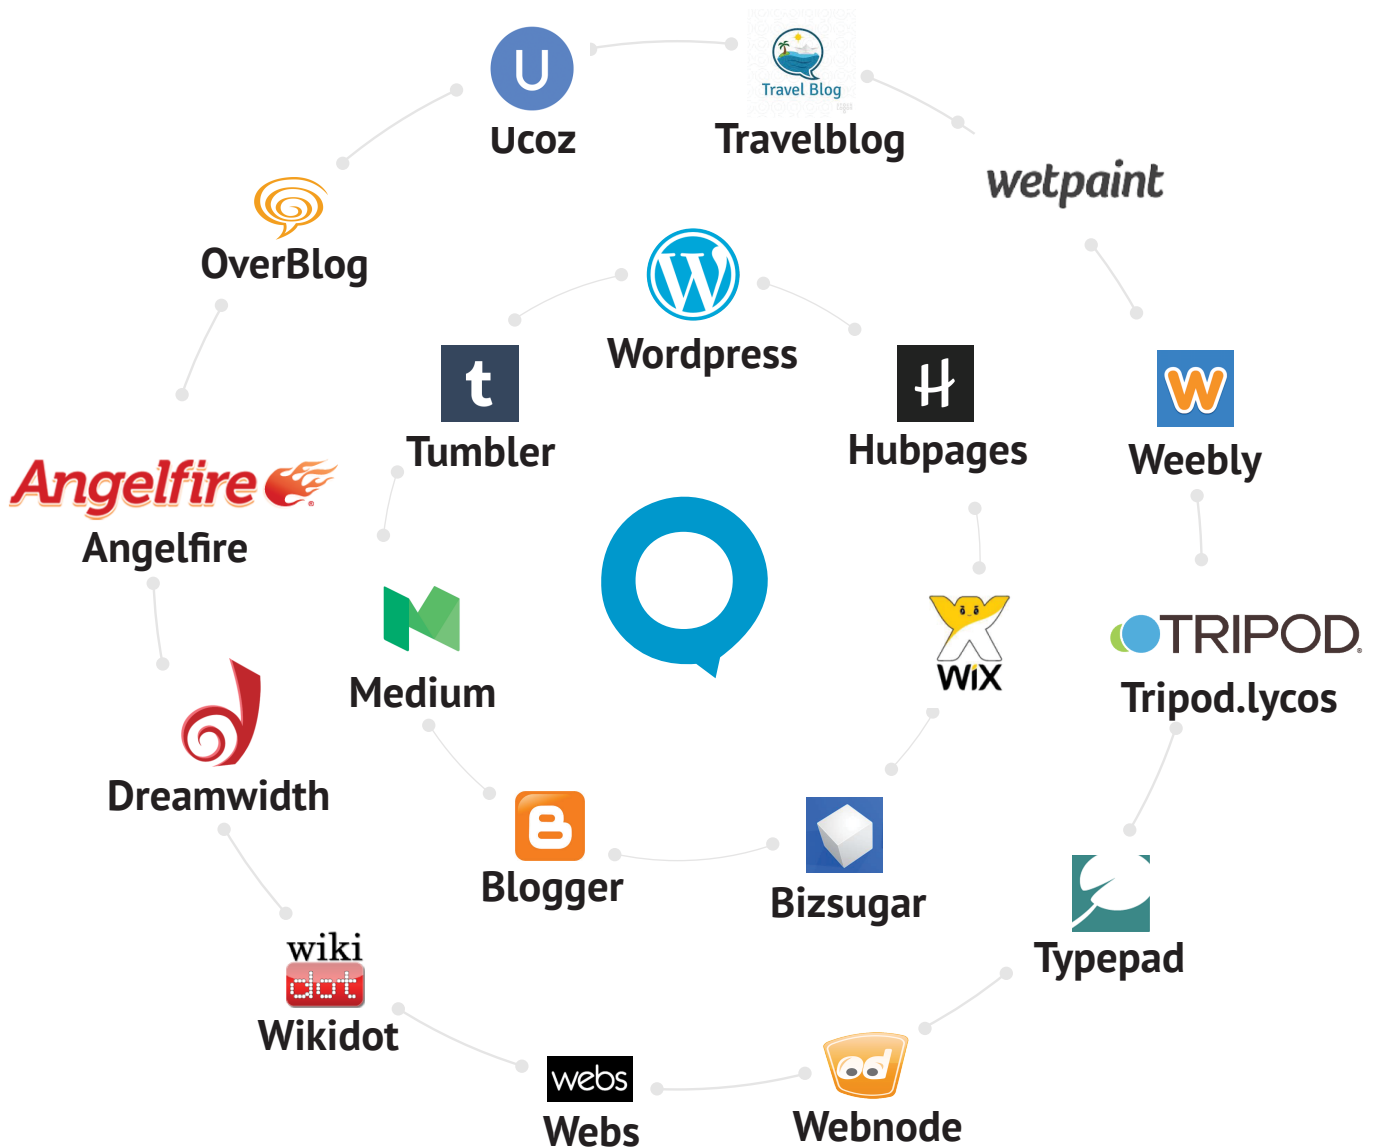 U
Travel Blog
Ucoz
Travelblog
wetpaint
OverBlog
W
Wordpress
t
H
W
Tumbler
Hubpages
Weebly
Angelfire
®
Angelfire
WiX
TRIPOD®
Medium
Tripod.lycos
Dreamwidth
B
Blogger
Bizsugar
wiki
dot
Typepad
Wikidot
webs
Webs
Webnode